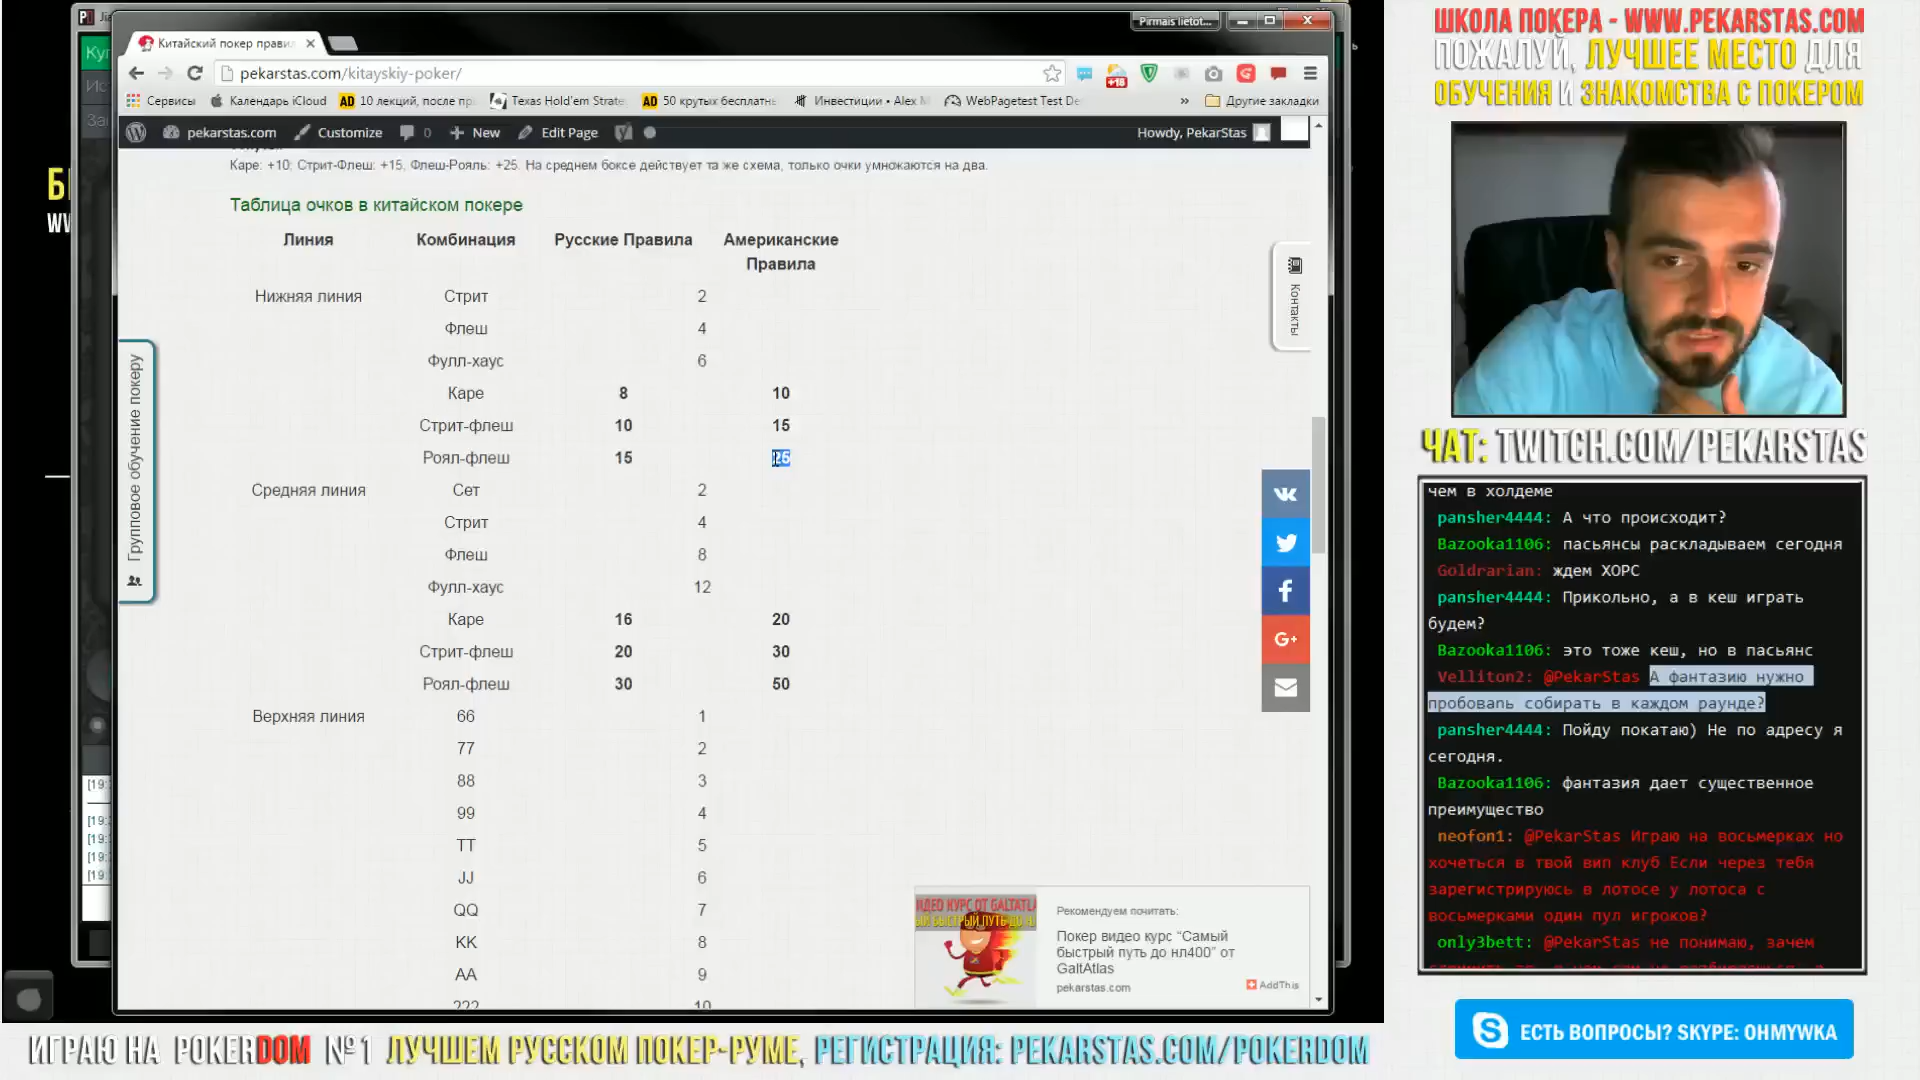 Pirmais lietot...
Китайский покер прави
pekarstas.com/kitayskiy-poker/
+18
Сервисы
Календарь iCloud
AD 10 лекций, после пр
Texas Hold'em Strate
AD 50 крутых бесплатн
Инвестиции • Alex M
WebPagetest Test De
»
Другие закладки
pekarstas.com
Customize
0
New
Edit Page
Howdy, PekarStas
Каре: +10; Стрит-Флеш: +15, Флеш-Рояль: +25. На среднем боксе действует та же схема, только очки умножаются на два.
Таблица очков в китайском покере
Линия Комбинация Русские Правила Американские Правила
Нижняя линия Стрит 2
Флеш 4
Фулл-хаус 6
Каре 8 10
Стрит-флеш 10 15
Роял-флеш 15 25
Средняя линия Сет 2
Стрит 4
Флеш 8
Фулл-хаус 12
Каре 16 20
Стрит-флеш 20 30
Роял-флеш 30 50
Верхняя линия 66 1
77 2
88 3
99 4
TT 5
JJ 6
QQ 7
KK 8
AA 9
222 10
Групповое обучение покеру
Контакты
Рекомендуем почитать:
Покер видео курс “Самый
быстрый путь до нл400” от
GaltAtlas
pekarstas.com
AddThis
ШКОЛА ПОКЕРА - WWW.PEKARSTAS.COM
ПОЖАЛУЙ, ЛУЧШЕЕ МЕСТО ДЛЯ
ОБУЧЕНИЯ И ЗНАКОМСТВА С ПОКЕРОМ
ЧАТ: TWITCH.COM/PEKARSTAS
чем в холдеме
pansher4444: А что происходит?
Bazooka1106: пасьянсы раскладываем сегодня
Goldrarian: ждем ХОРС
pansher4444: Прикольно, а в кеш играть
будем?
Bazooka1106: это тоже кеш, но в пасьянс
Velliton2: @PekarStas А фантазию нужно
пробоваnь собирать в каждом раунде?
pansher4444: Пойду покатаю) Не по адресу я
сегодня.
Bazooka1106: фантазия дает существенное
преимущество
neofon1: @PekarStas Играю на восьмерках но
хочеться в твой вип клуб Если через тебя
зарегистрируюсь в лотосе у лотоса с
восьмерками один пул игроков?
only3bett: @PekarStas не понимаю, зачем
ЕСТЬ ВОПРОСЫ? SKYPE: OHMYWKA
ИГРАЮ НА POKERDOM №1 ЛУЧШЕМ РУССКОМ ПОКЕР-РУМЕ, РЕГИСТРАЦИЯ: PEKARSTAS.COM/POKERDOM